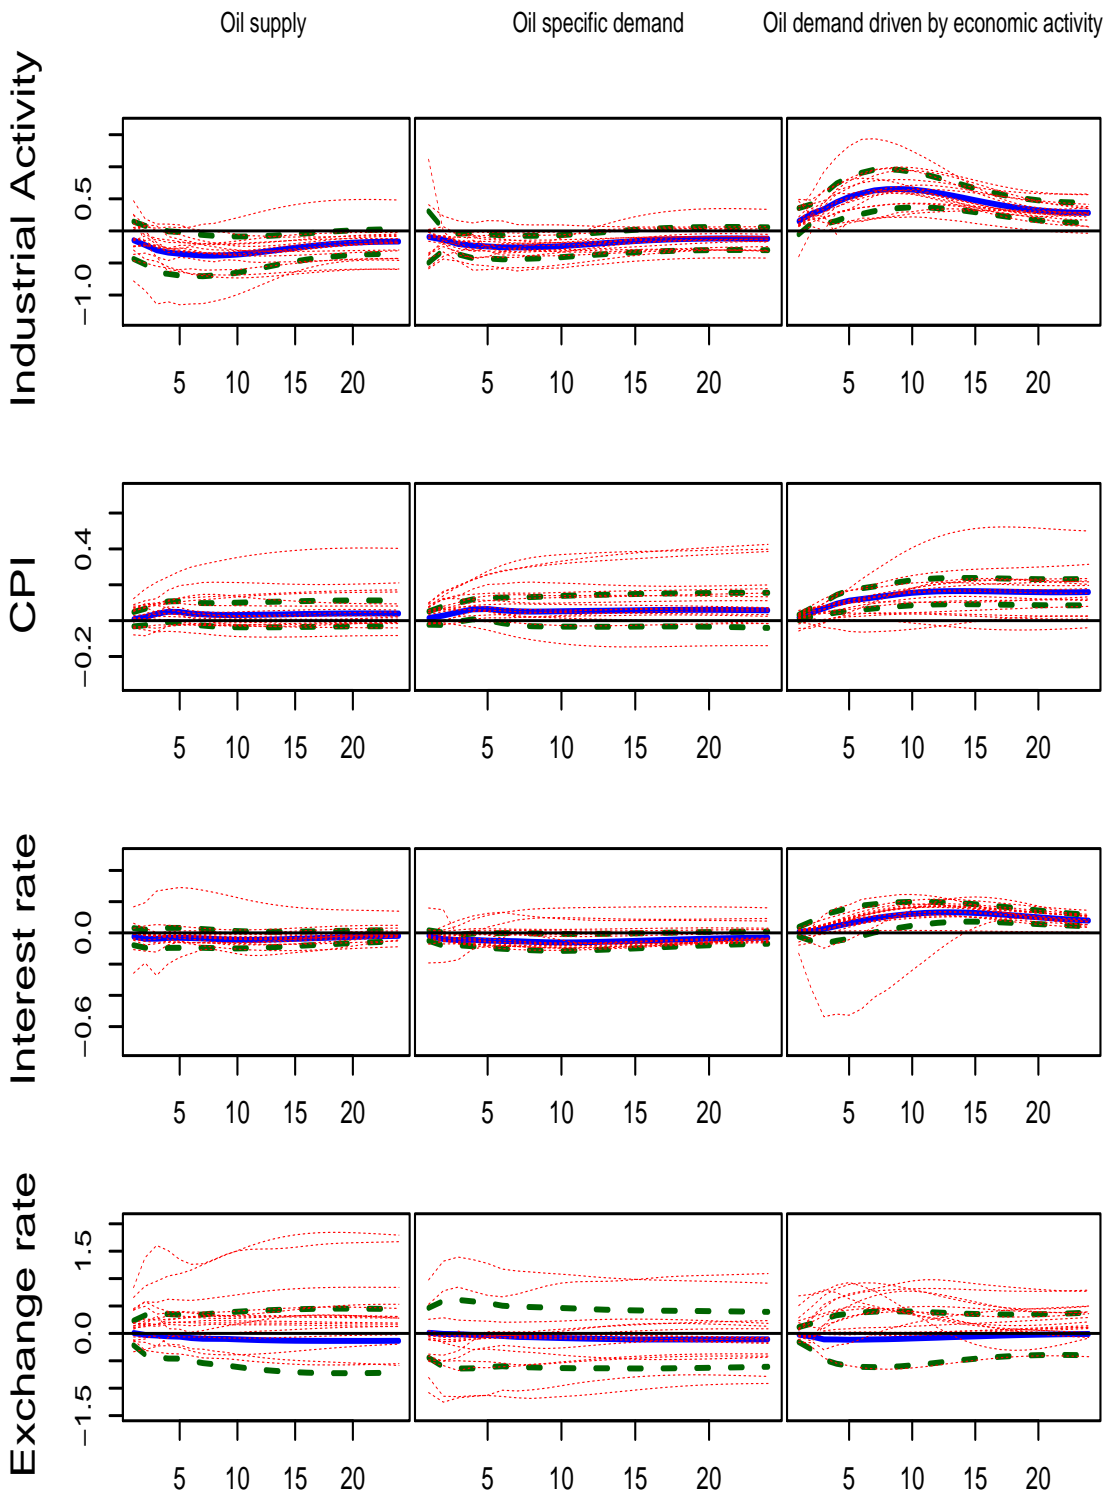 Oil supply Oil specific demand Oil demand driven by economic activity
Industrial Activity
0.5
−1.0
5 10 15 20 5 10 15 20 5 10 15 20
CPI
0.4
−0.2
5 10 15 20 5 10 15 20 5 10 15 20
Interest rate
0.0
−0.6
5 10 15 20 5 10 15 20 5 10 15 20
Exchange rate
1.5
0.0
−1.5
5 10 15 20 5 10 15 20 5 10 15 20